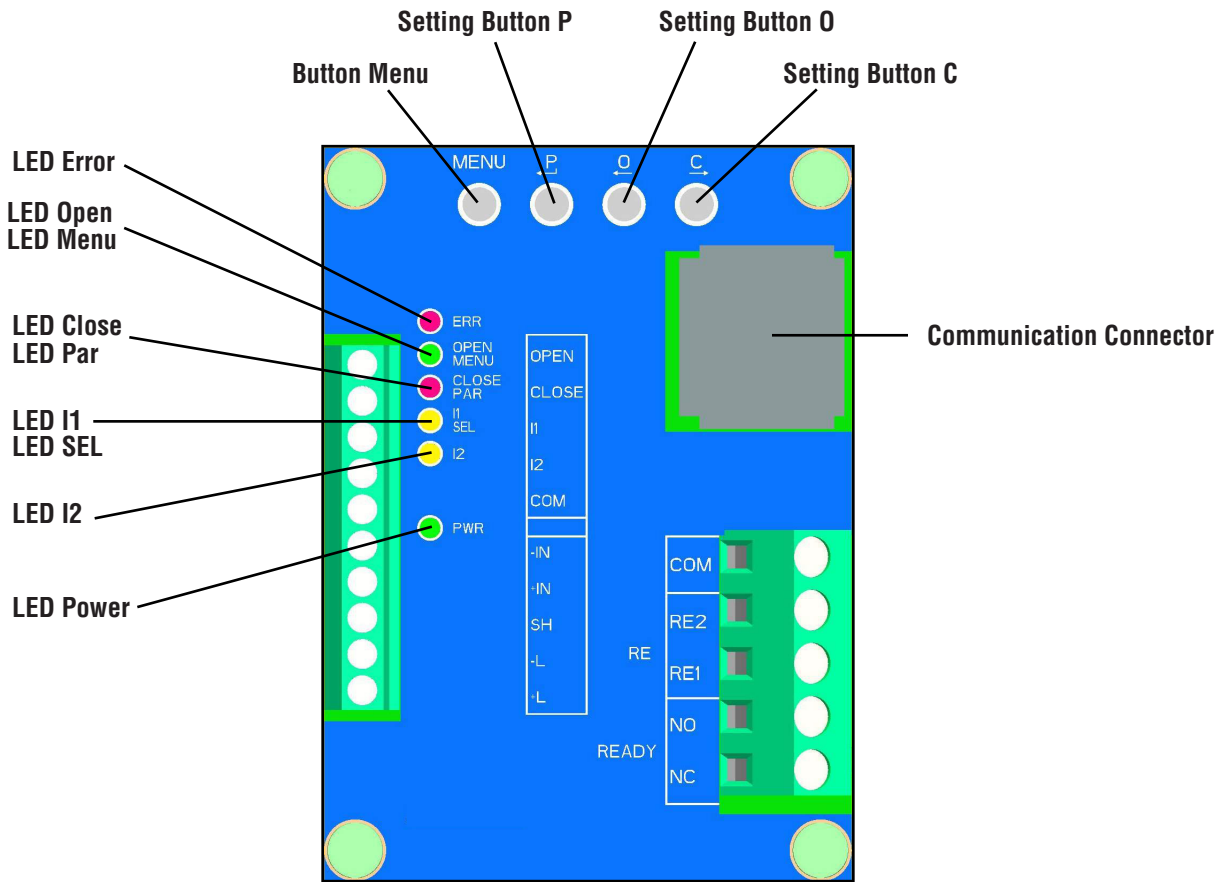 Setting Button P
Setting Button O
Button Menu
Setting Button C
LED Error
LED Open
LED Menu
LED Close
LED Par
LED I1
LED SEL
LED I2
LED Power
Communication Connector
MENU
P
O
C
ERR
OPEN
MENU
CLOSE
PAR
I1
SEL
I2
PWR
OPEN
CLOSE
I1
I2
COM
-IN
+IN
SH
-L
+L
COM
RE2
RE
RE1
NO
READY
NC